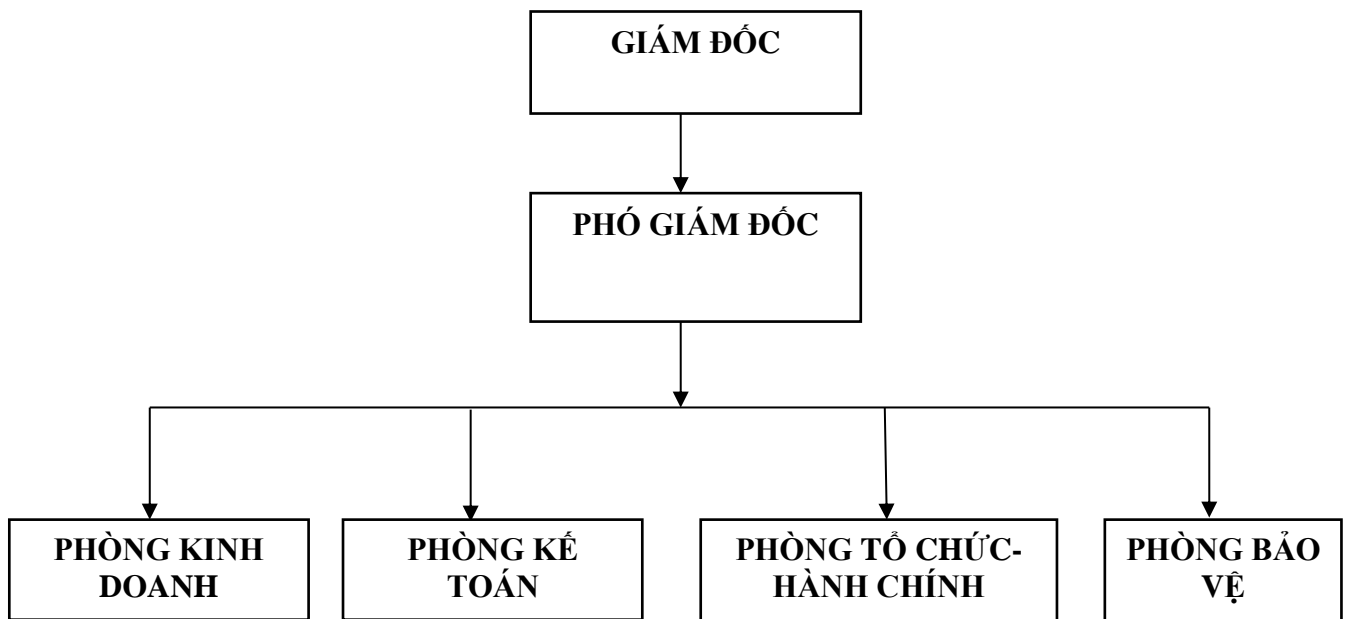 GIÁM ĐỐC
PHÓ GIÁM ĐỐC
PHÒNG KINH
DOANH
PHÒNG KẾ
TOÁN
PHÒNG TỔ CHỨC-
HÀNH CHÍNH
PHÒNG BẢO
VỆ